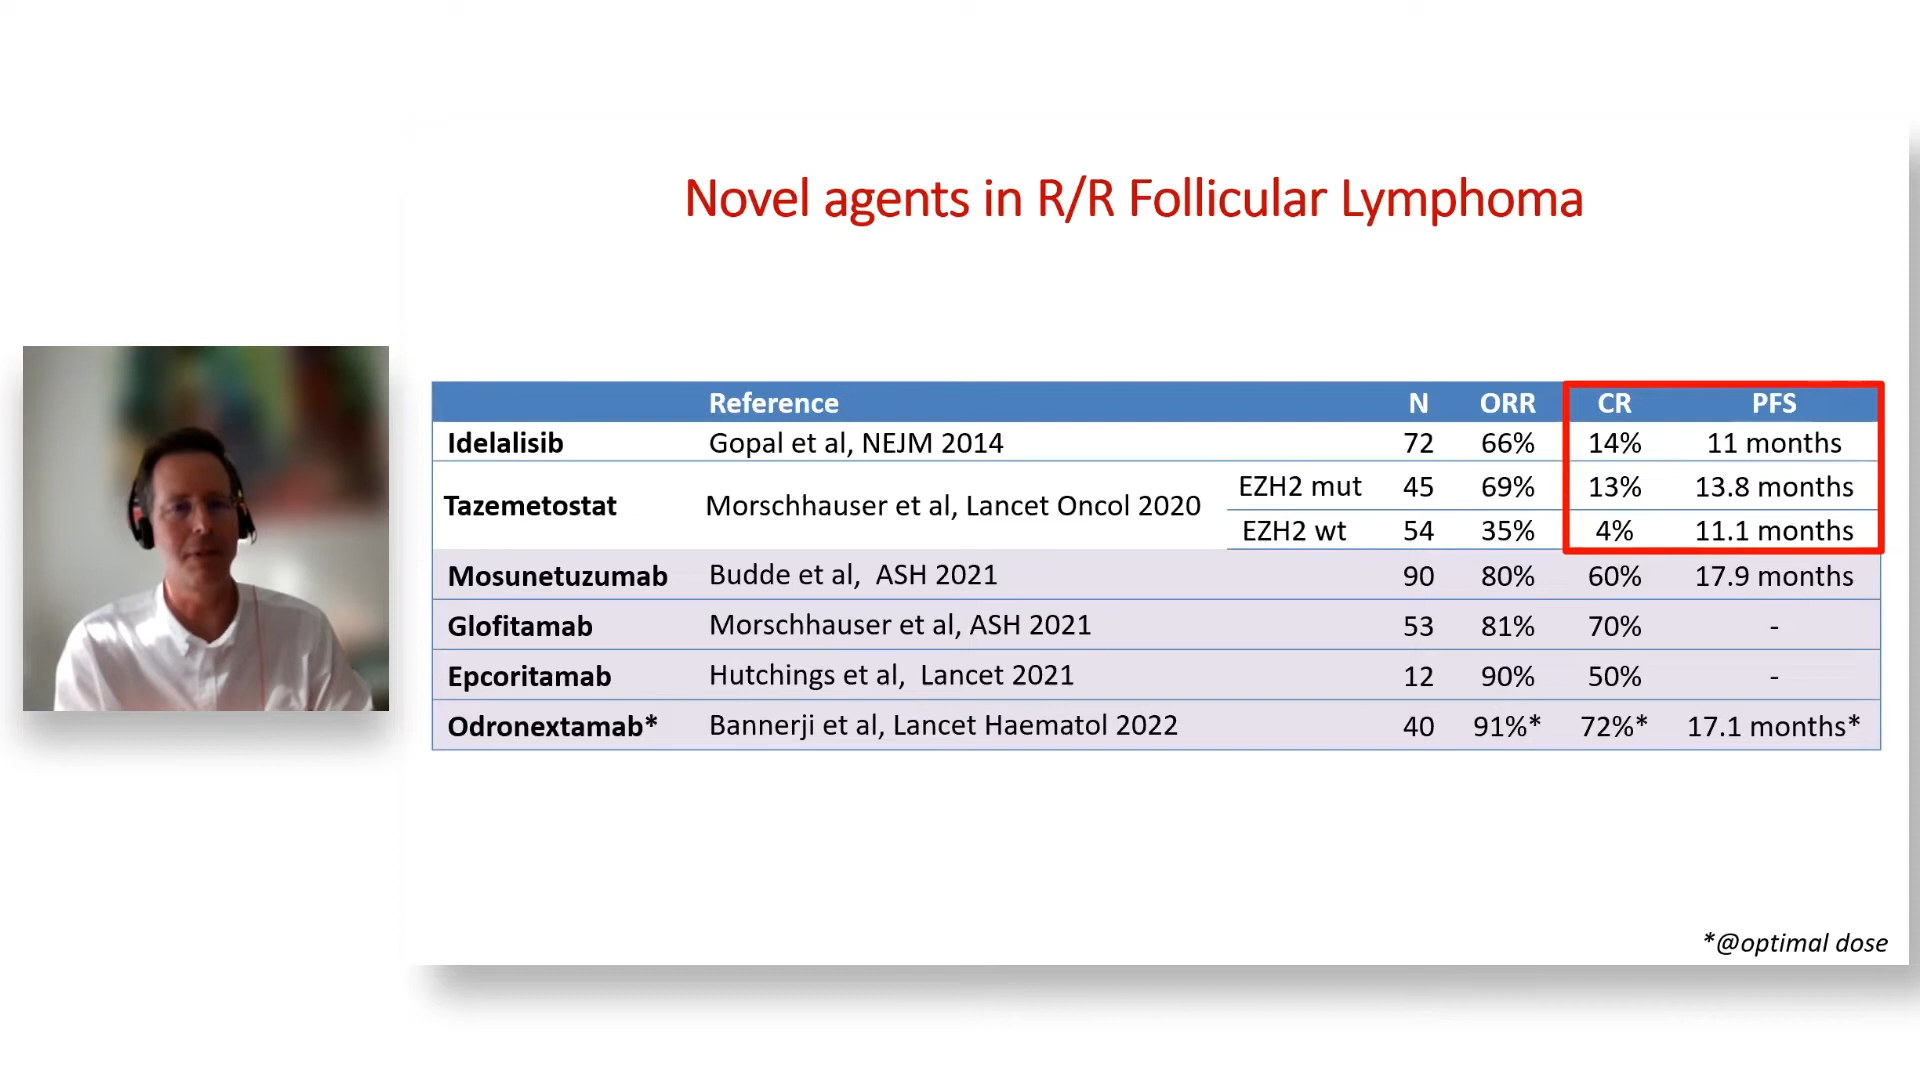 Novel agents in R/R Follicular Lymphoma
Reference N ORR CR PFS
Idelalisib Gopal et al, NEJM 2014 72 66% 14% 11 months
Tazemetostat Morschhauser et al, Lancet Oncol 2020 EZH2 mut 45 69% 13% 13.8 months
EZH2 wt 54 35% 4% 11.1 months
Mosunetuzumab Budde et al, ASH 2021 90 80% 60% 17.9 months
Glofitamab Morschhauser et al, ASH 2021 53 81% 70% -
Epcoritamab Hutchings et al, Lancet 2021 12 90% 50% -
Odronextamab* Bannerji et al, Lancet Haematol 2022 40 91%* 72%* 17.1 months*
*@optimal dose